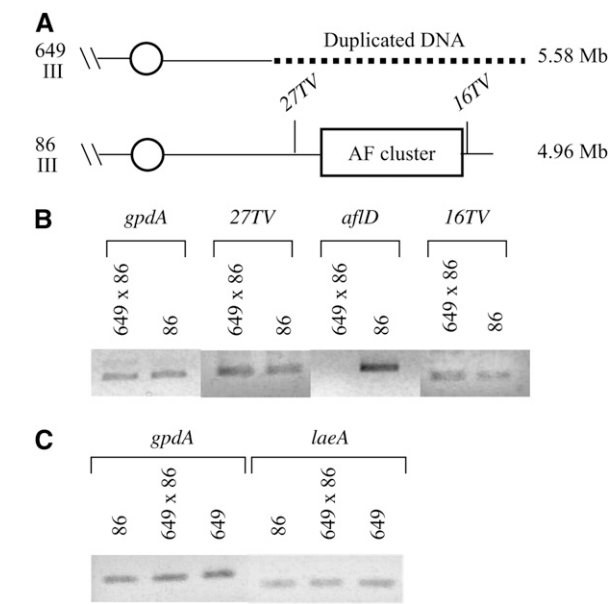 A
649
III
Duplicated DNA
5.58 Mb
27TV
16TV
86
III
AF cluster
4.96 Mb
B
gpdA 27TV aflD 16TV
649 x 86 86 649 x 86 86 649 x 86 86 649 x 86 86
C
gpdA laeA
86 649 x 86 649 86 649 x 86 649